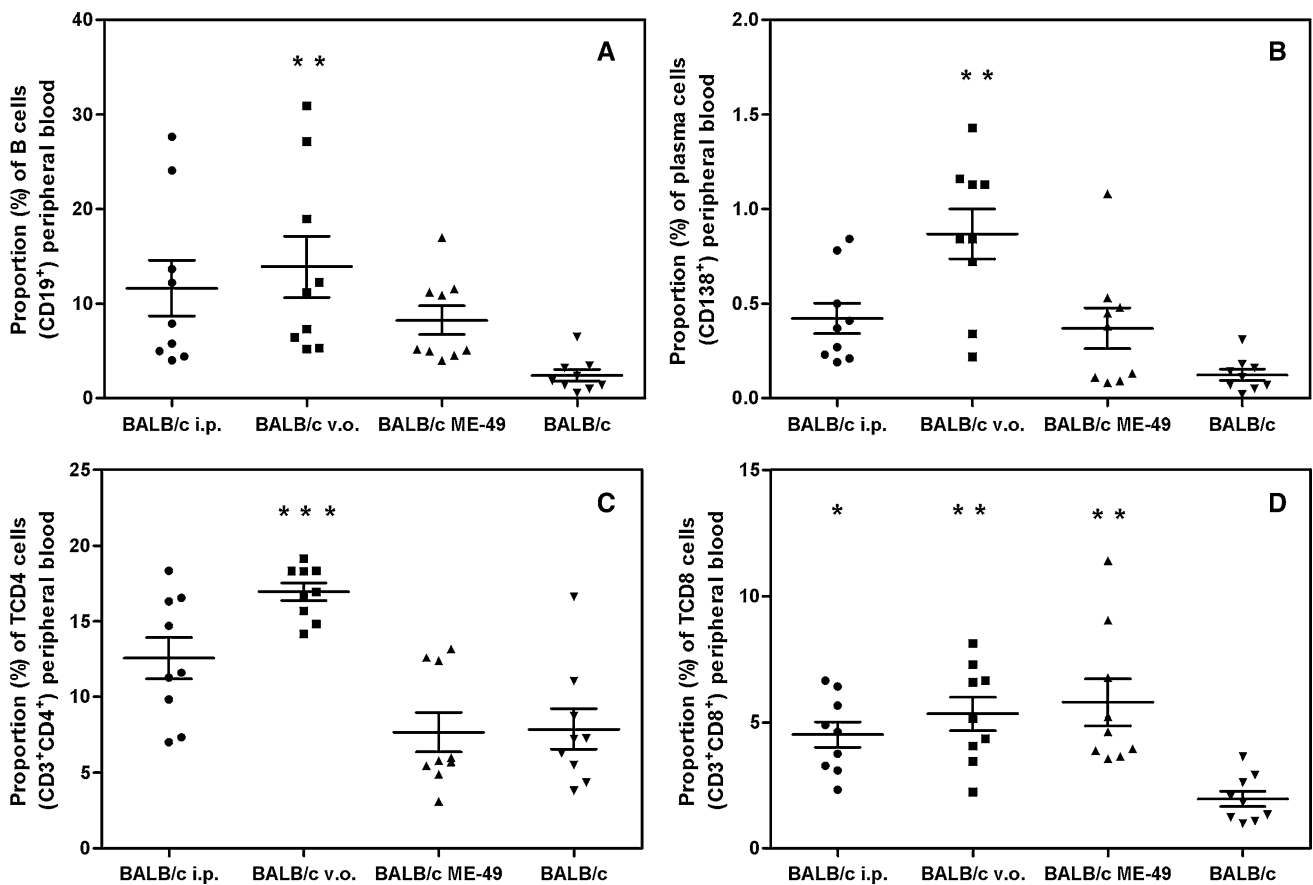 40
30
20
10
0
Proportion (%) of B cells
(CD19⁺) peripheral blood
* *
A
BALB/c i.p. BALB/c v.o. BALB/c ME-49 BALB/c
2.0
1.5
1.0
0.5
0.0
Proportion (%) of plasma cells
(CD138⁺) peripheral blood
* *
B
BALB/c i.p. BALB/c v.o. BALB/c ME-49 BALB/c
25
20
15
10
5
0
Proportion (%) of TCD4 cells
(CD3⁺CD4⁺) peripheral blood
* * *
C
BALB/c i.p. BALB/c v.o. BALB/c ME-49 BALB/c
15
10
5
0
Proportion (%) of TCD8 cells
(CD3⁺CD8⁺) peripheral blood
* * * * *
D
BALB/c i.p. BALB/c v.o. BALB/c ME-49 BALB/c